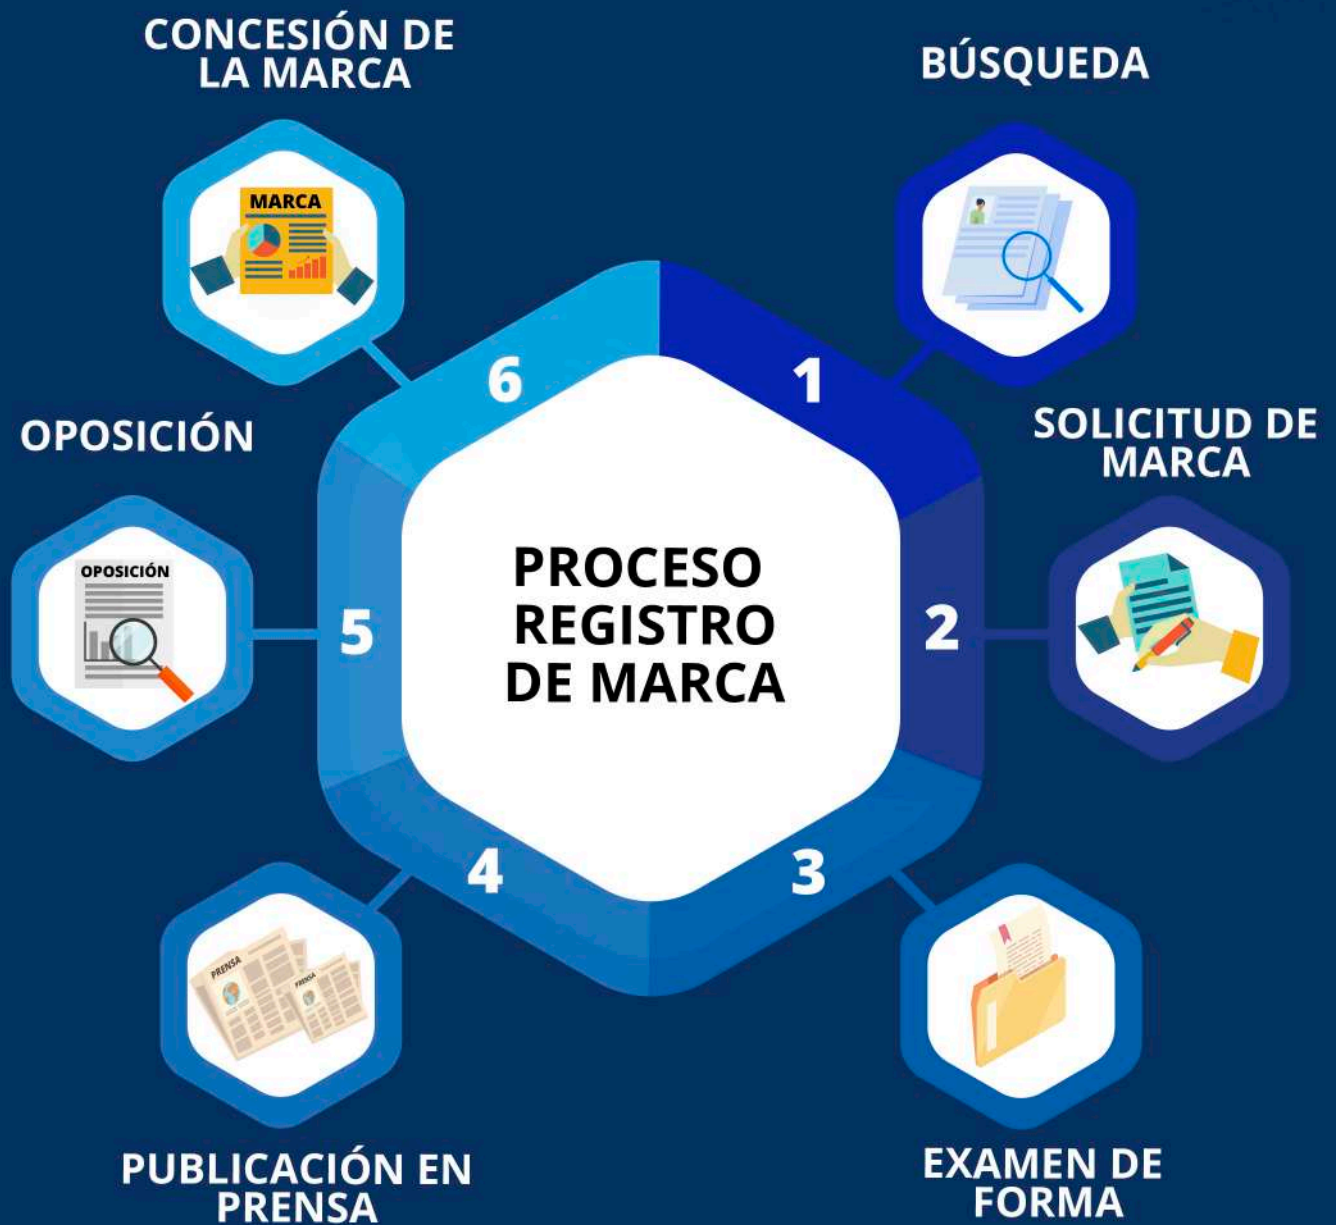 CONCESIÓN DE
LA MARCA
BÚSQUEDA
MARCA
6
1
OPOSICIÓN
SOLICITUD DE
MARCA
OPOSICIÓN
PROCESO
REGISTRO
DE MARCA
5
2
4
3
PRENSA
PRENSA
PUBLICACIÓN EN
PRENSA
EXAMEN DE
FORMA